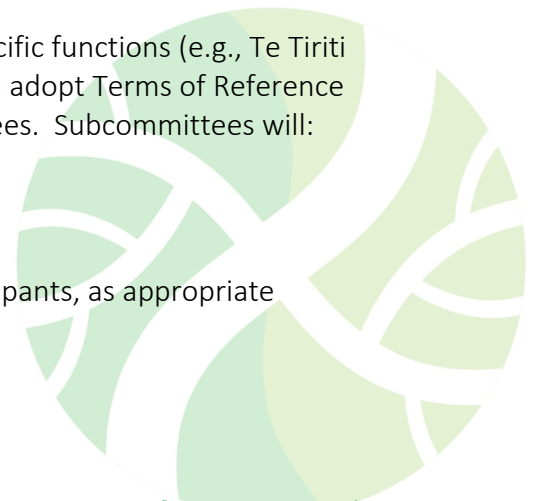 cific functions (e.g., Te Tiriti
adopt Terms of Reference
ees. Subcommittees will:
pants, as appropriate